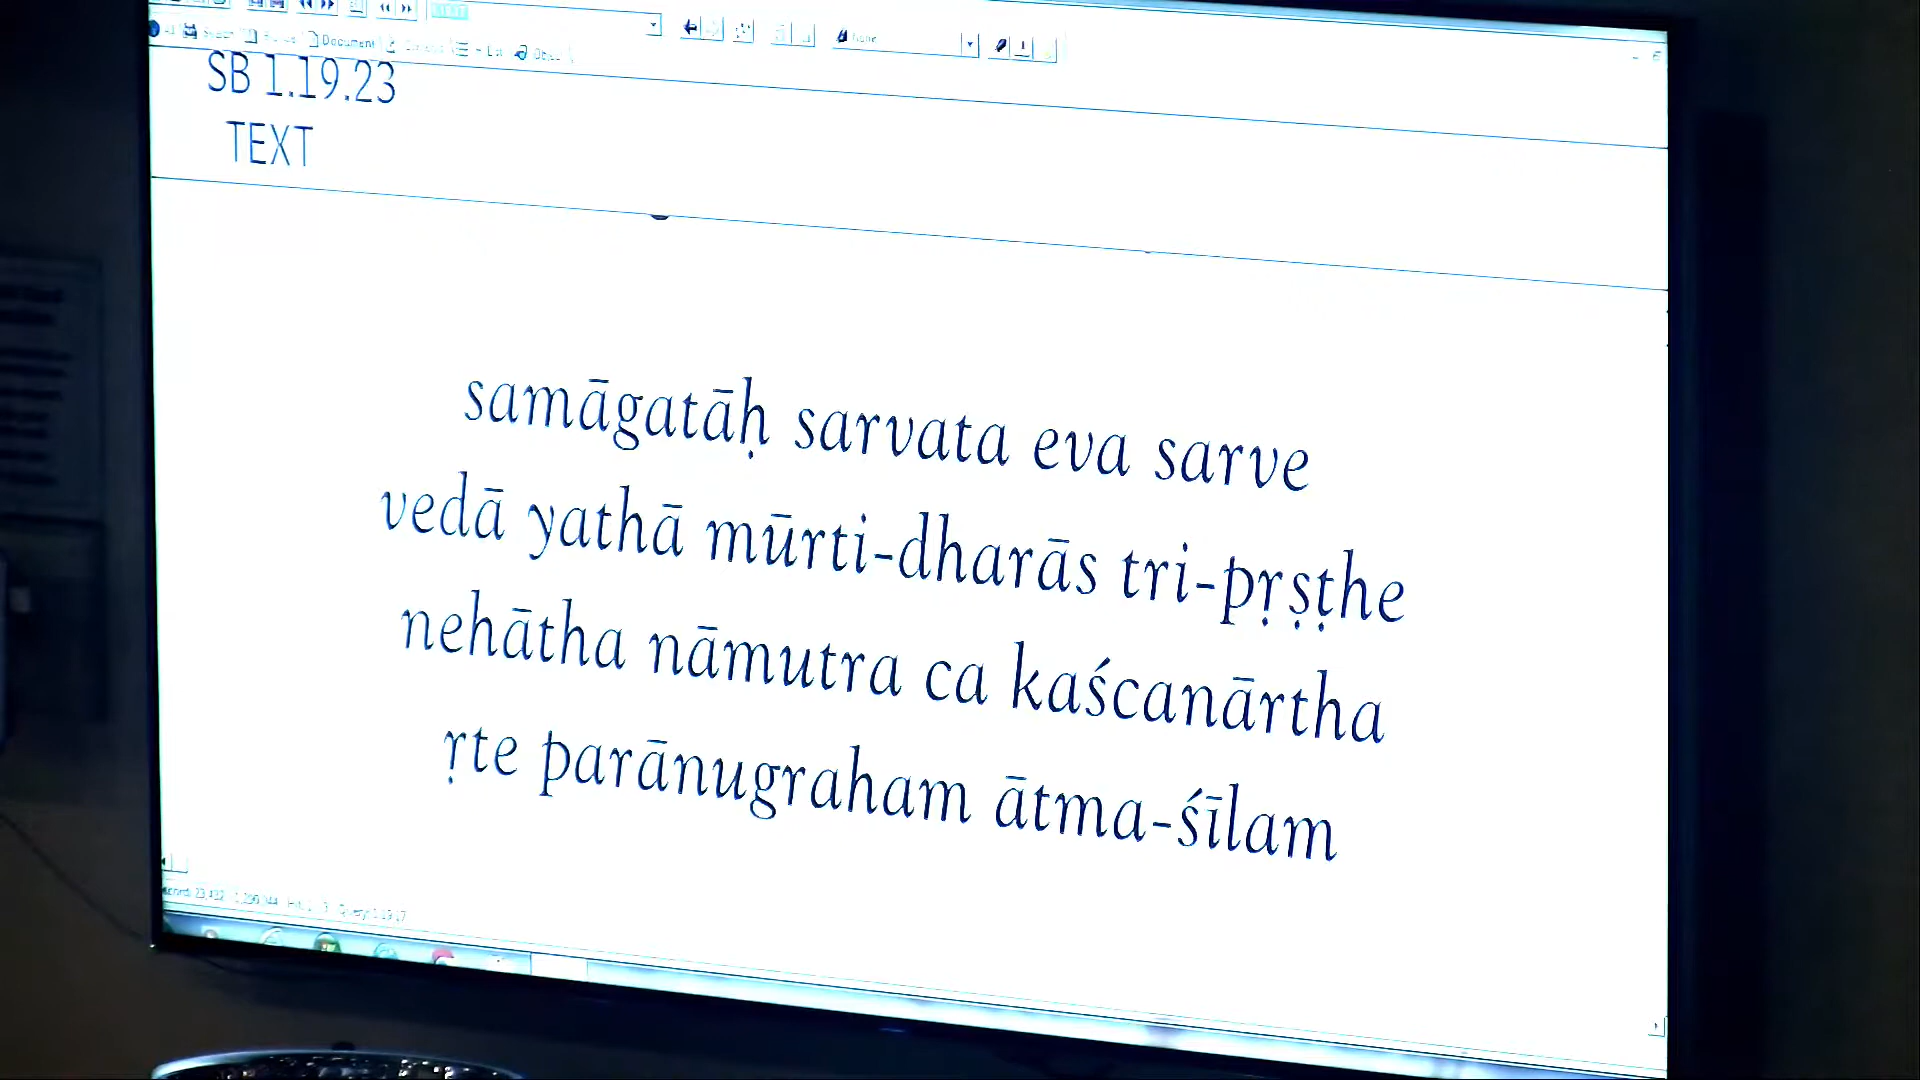 Document
SB 1.19.23
TEXT
samāgatāḥ sarvata eva sarve
vedā yathā mūrti-dharās tri-pṛṣṭhe
nehātha nāmutra ca kaścanārtha
ṛte parānugraham ātma-śīlam